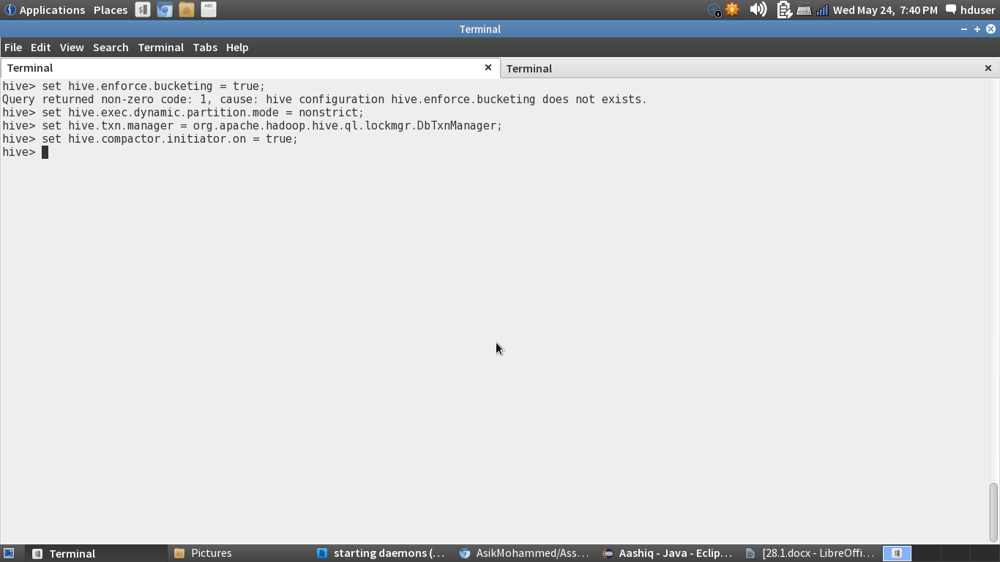 Applications Places ABC 1 Wed May 24, 7:40 PM hduser
Terminal
File Edit View Search Terminal Tabs Help
Terminal Terminal
hive> set hive.enforce.bucketing = true;
Query returned non-zero code: 1, cause: hive configuration hive.enforce.bucketing does not exists.
hive> set hive.exec.dynamic.partition.mode = nonstrict;
hive> set hive.txn.manager = org.apache.hadoop.hive.ql.lockmgr.DbTxnManager;
hive> set hive.compactor.initiator.on = true;
hive>
Terminal Pictures starting daemons (... AsikMohammed/Ass... Aashiq - Java - Eclip... [28.1.docx - LibreOffi...